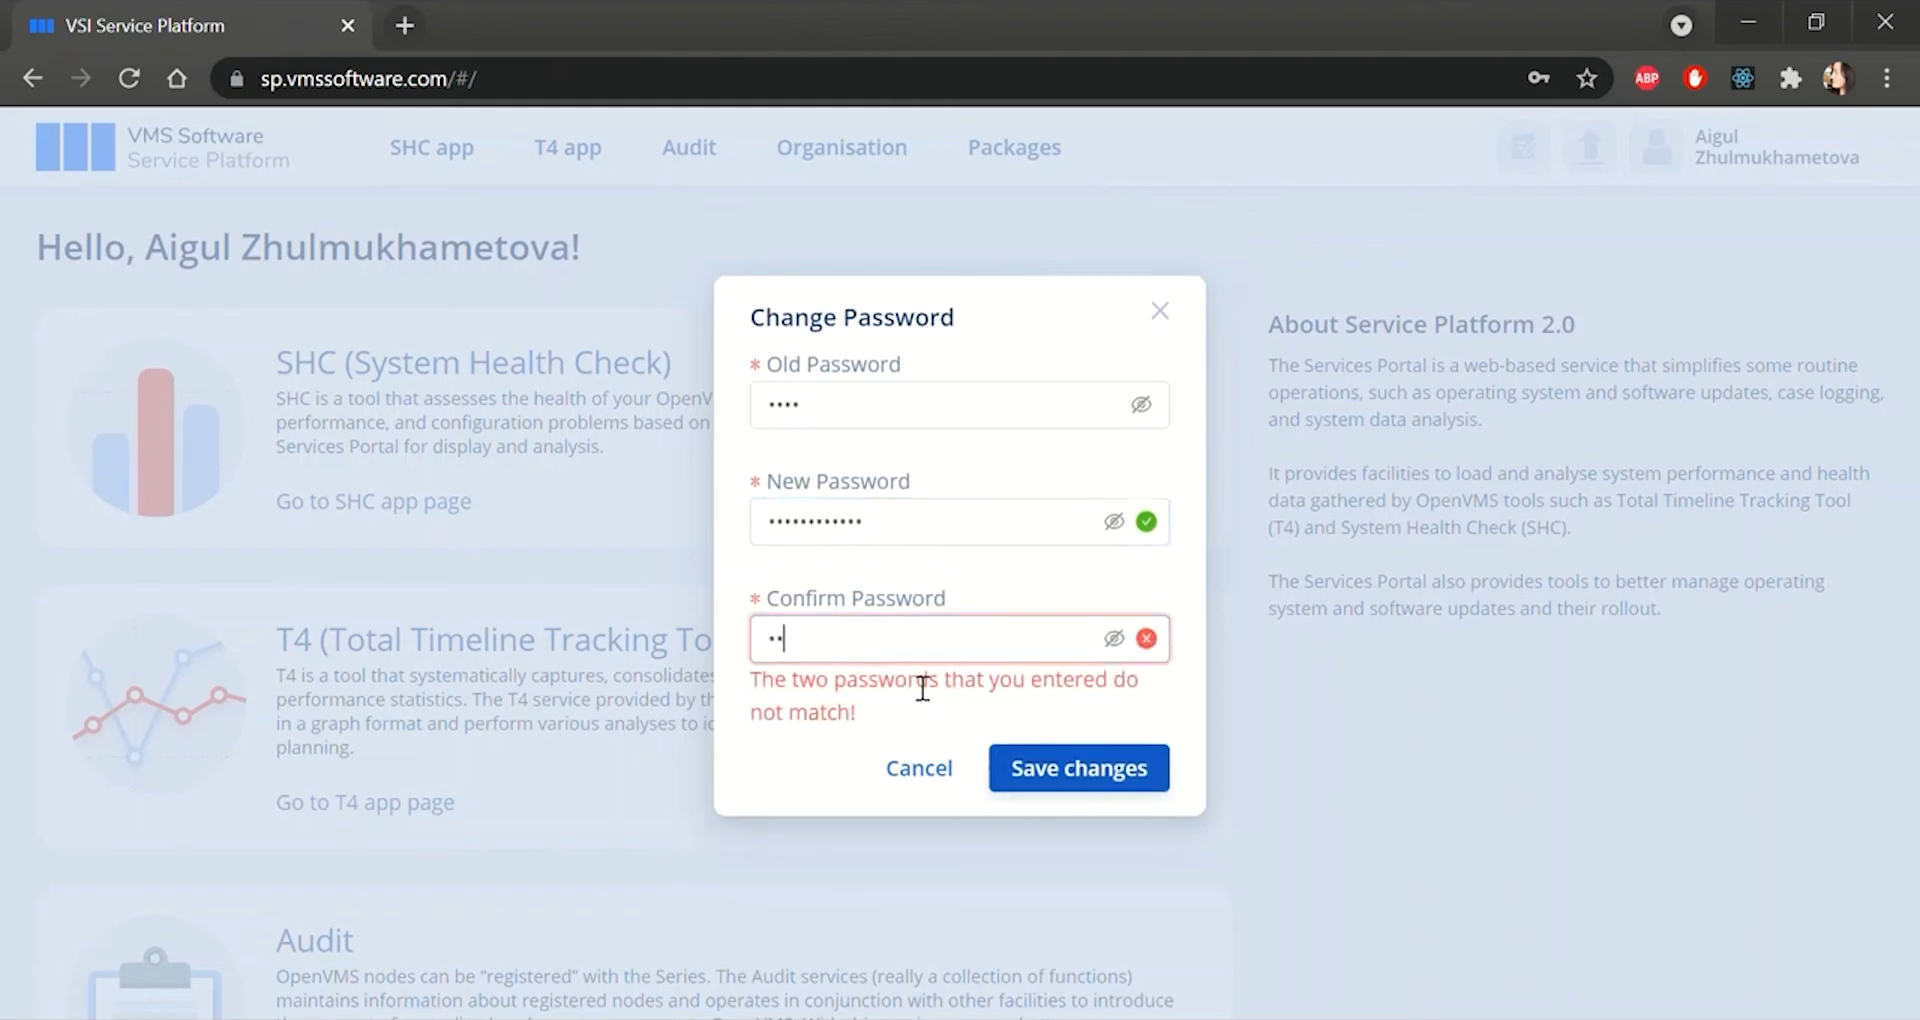 VSI Service Platform
sp.vmssoftware.com/#/
ABP
VMS Software
Service Platform
SHC app
T4 app
Audit
Organisation
Packages
Aigul
Zhulmukhametova
Hello, Aigul Zhulmukhametova!
SHC (System Health Check)
SHC is a tool that assesses the health of your OpenV
performance, and configuration problems based on
Services Portal for display and analysis.
Go to SHC app page
T4 (Total Timeline Tracking To
T4 is a tool that systematically captures, consolidates
performance statistics. The T4 service provided by th
in a graph format and perform various analyses to ic
planning.
Go to T4 app page
Audit
OpenVMS nodes can be “registered” with the Series. The Audit services (really a collection of functions)
maintains information about registered nodes and operates in conjunction with other facilities to introduce
Change Password
* Old Password
••••
* New Password
••••••••••••
* Confirm Password
••
The two passwords that you entered do
not match!
Cancel
Save changes
About Service Platform 2.0
The Services Portal is a web-based service that simplifies some routine
operations, such as operating system and software updates, case logging,
and system data analysis.
It provides facilities to load and analyse system performance and health
data gathered by OpenVMS tools such as Total Timeline Tracking Tool
(T4) and System Health Check (SHC).
The Services Portal also provides tools to better manage operating
system and software updates and their rollout.